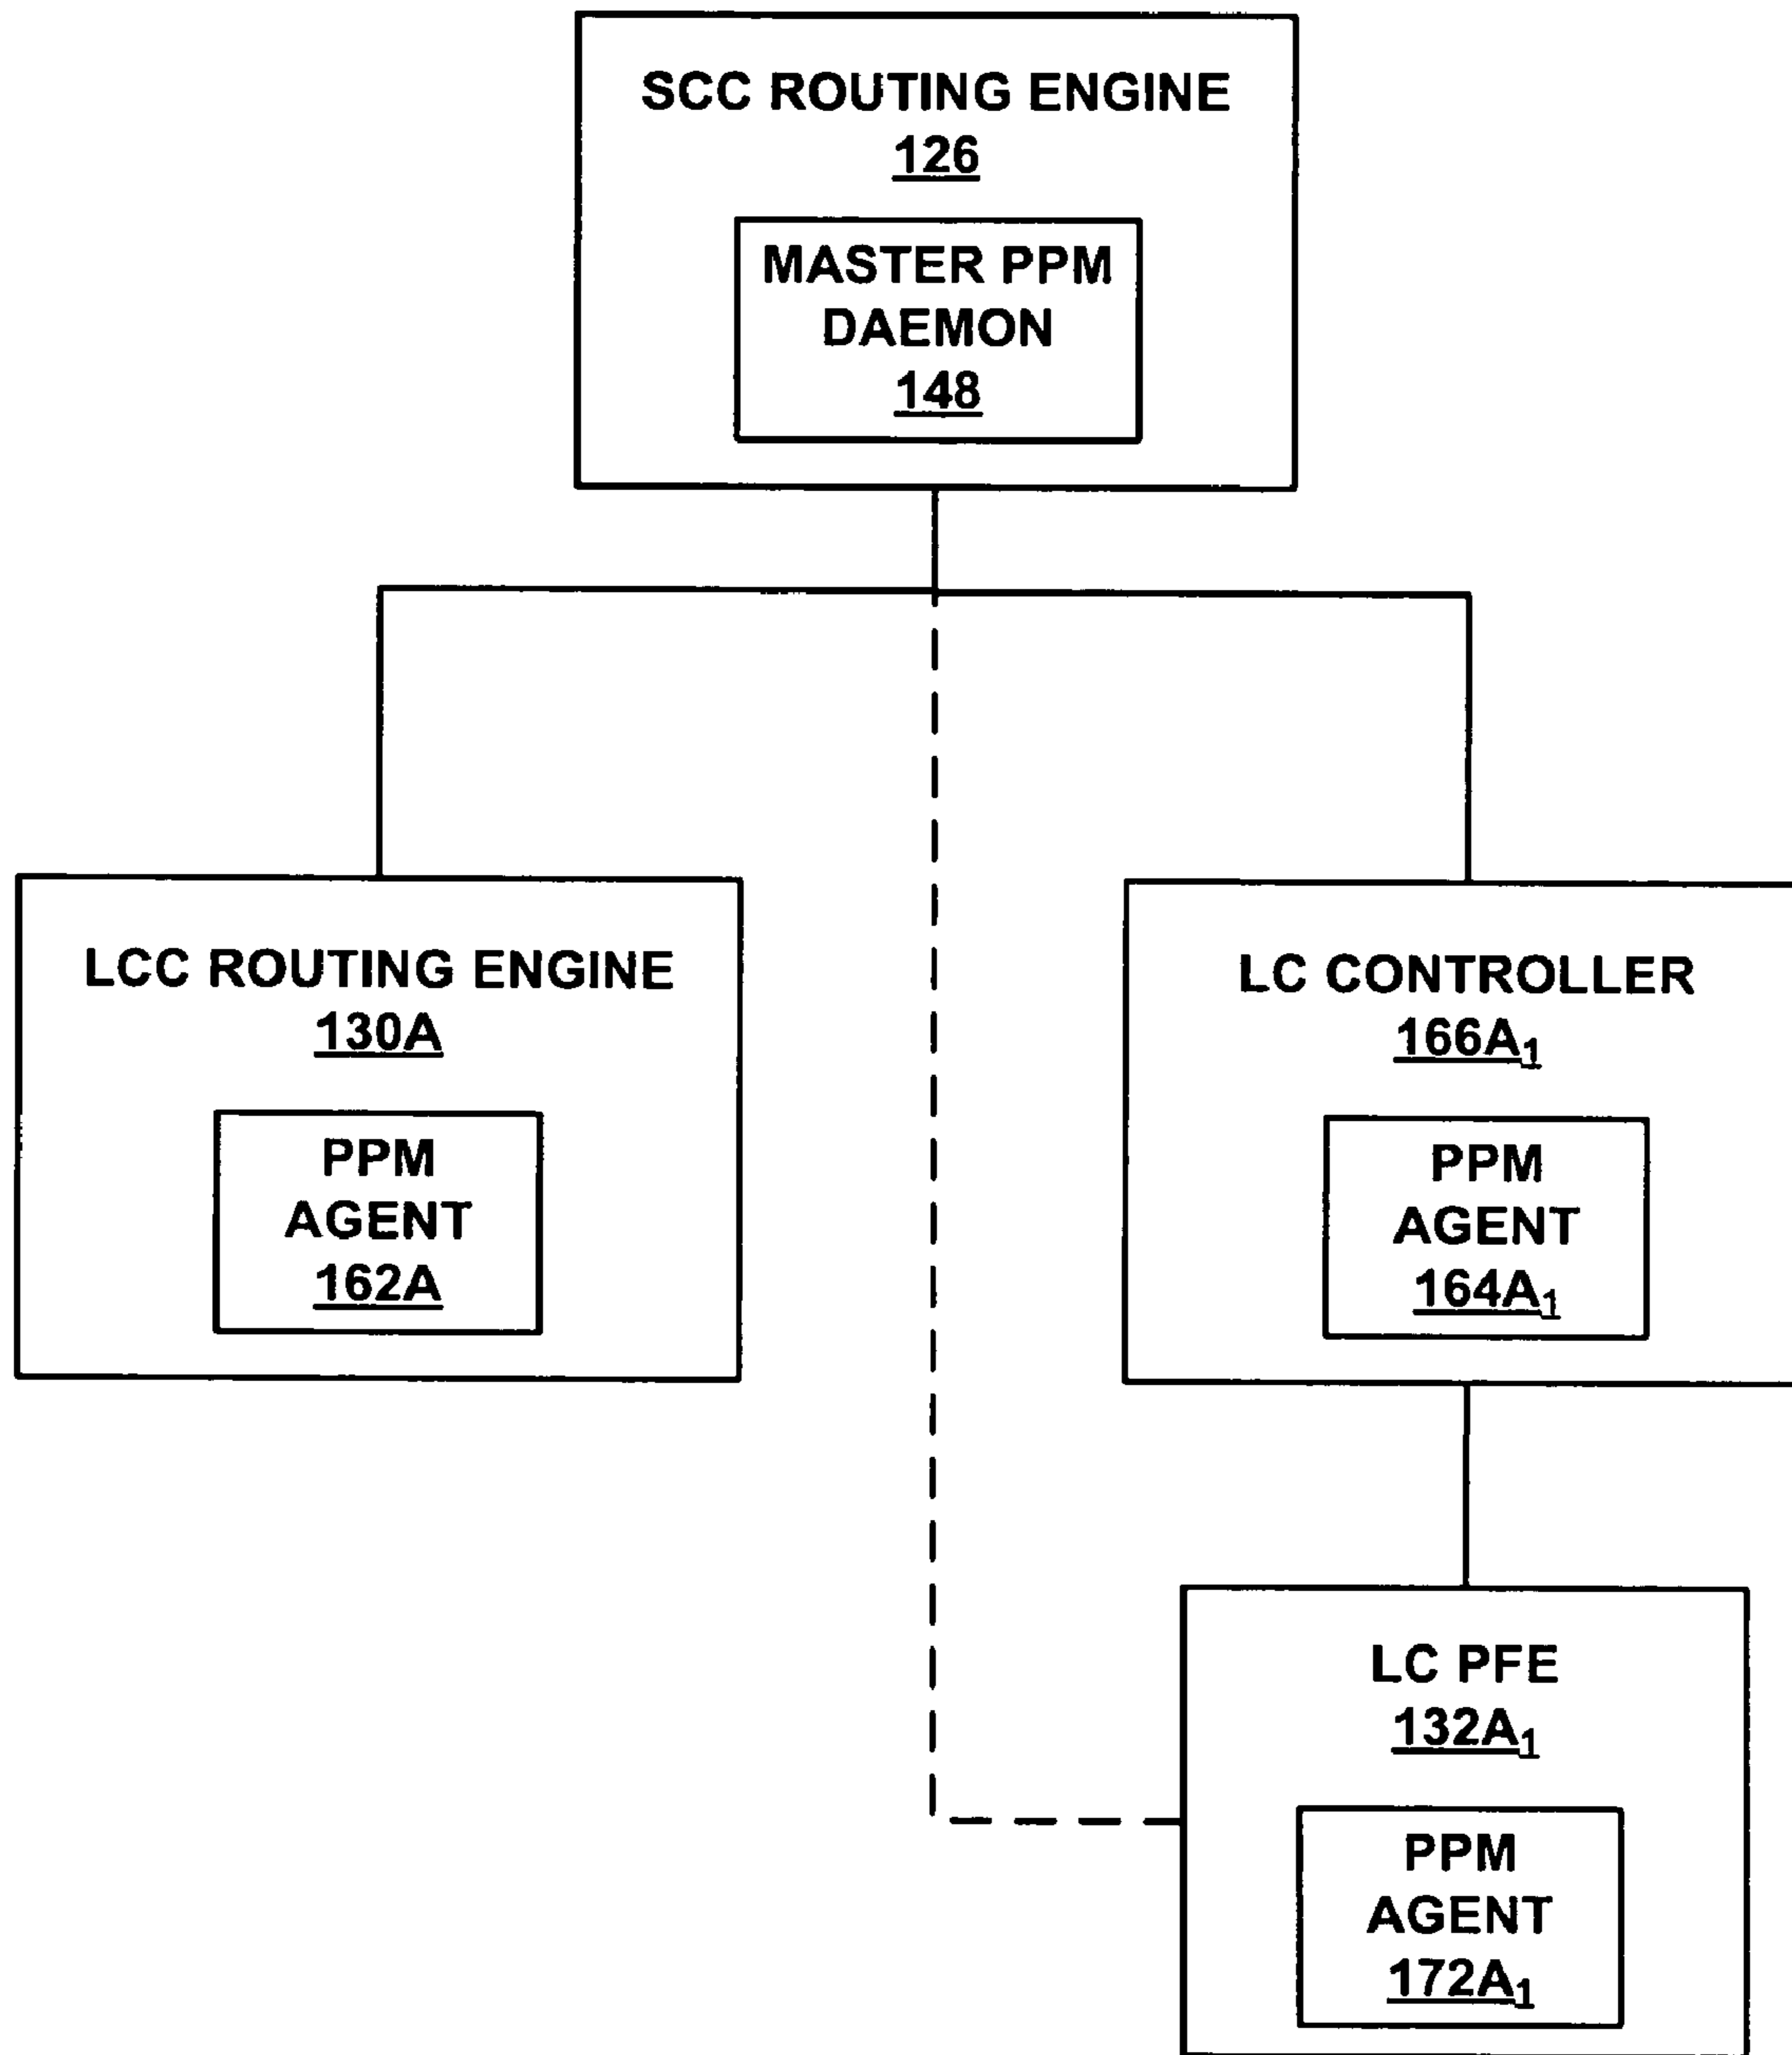 SCC ROUTING ENGINE
126
MASTER PPM
DAEMON
148
LCC ROUTING ENGINE
130A
PPM
AGENT
162A
LC CONTROLLER
166A₁
PPM
AGENT
164A₁
LC PFE
132A₁
PPM
AGENT
172A₁